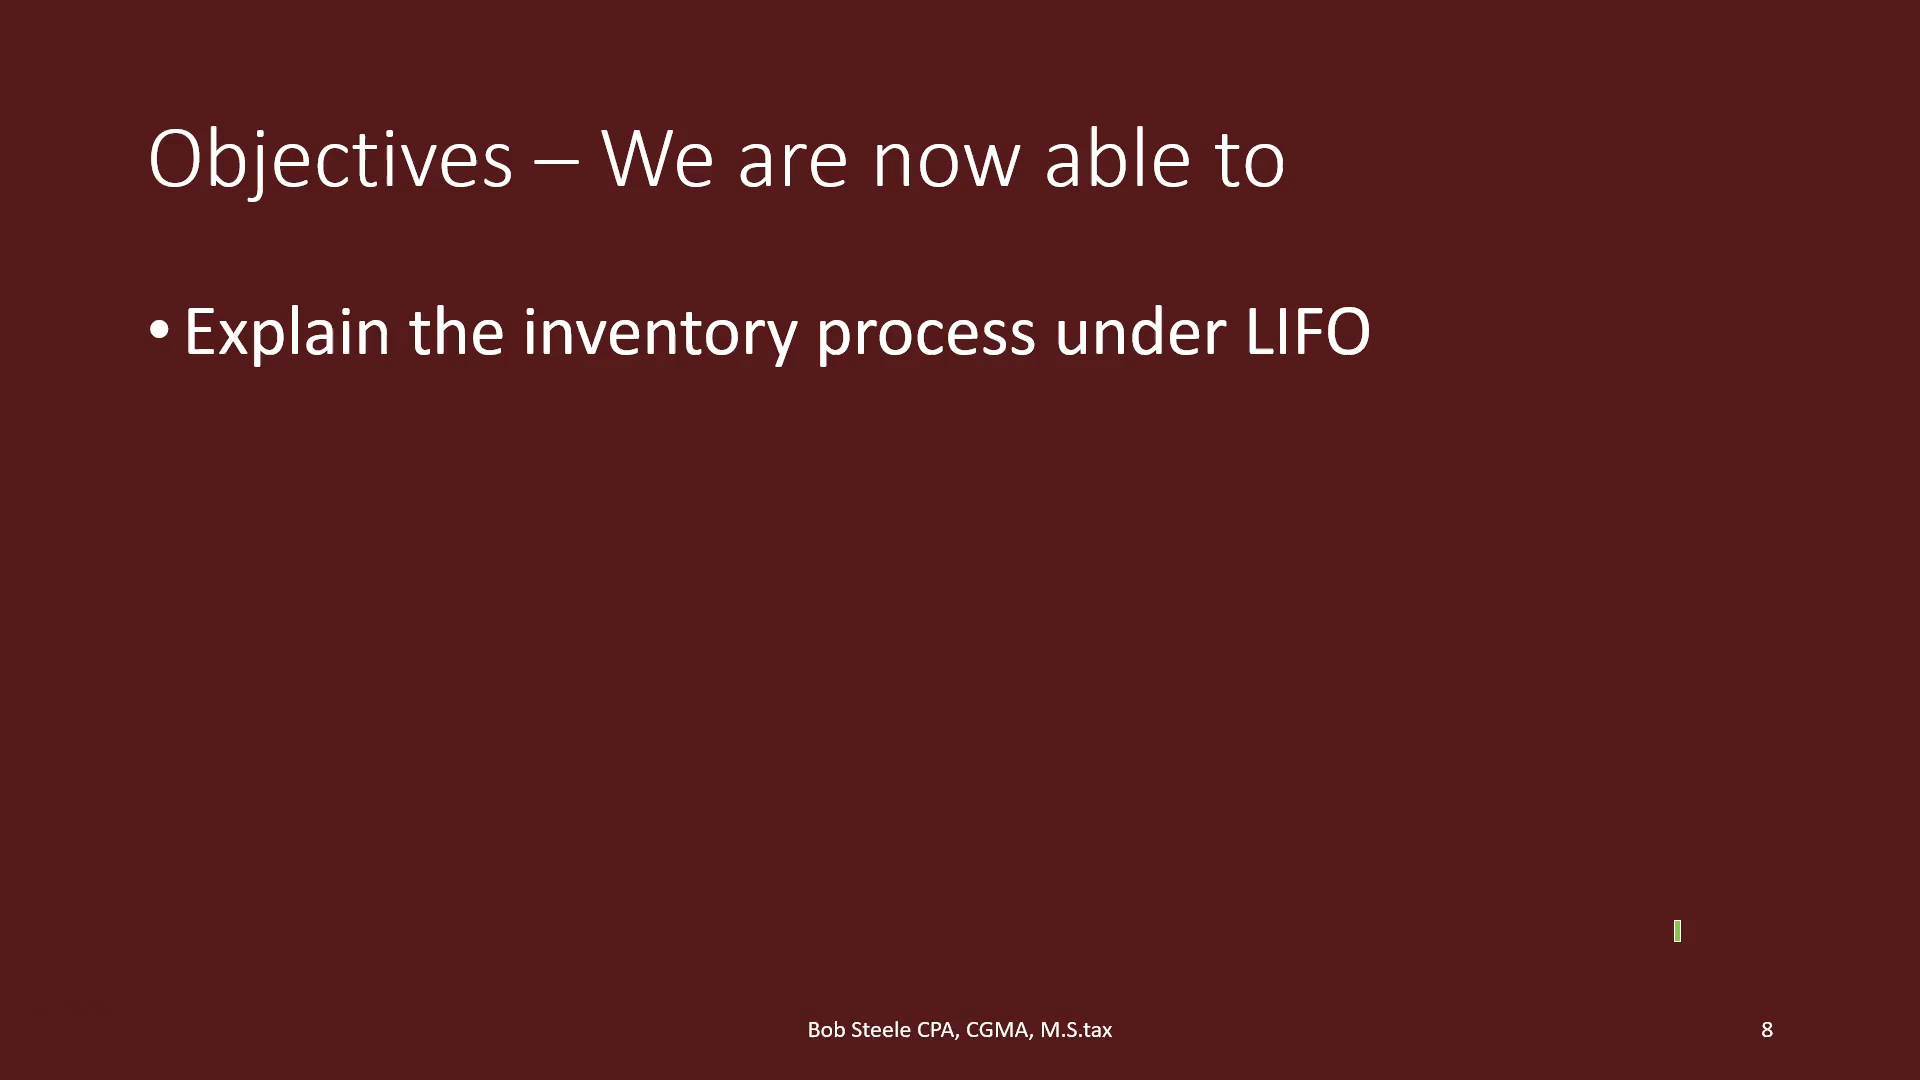 Objectives – We are now able to
• Explain the inventory process under LIFO
Bob Steele CPA, CGMA, M.S.tax
8